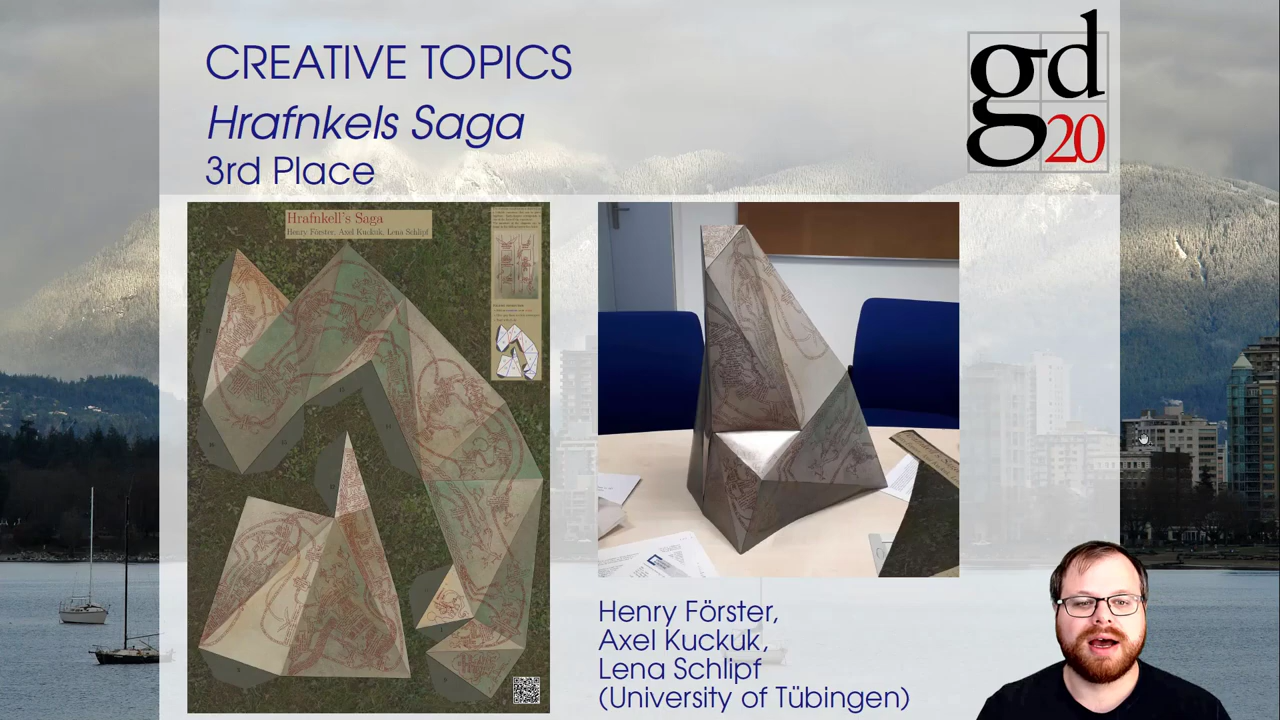 CREATIVE TOPICS
Hrafnkels Saga
3rd Place
gd
20
Hrafnkell's Saga
Henry Förster, Axel Kuckuk, Lena Schlipf
Henry Förster,
Axel Kuckuk,
Lena Schlipf
(University of Tübingen)